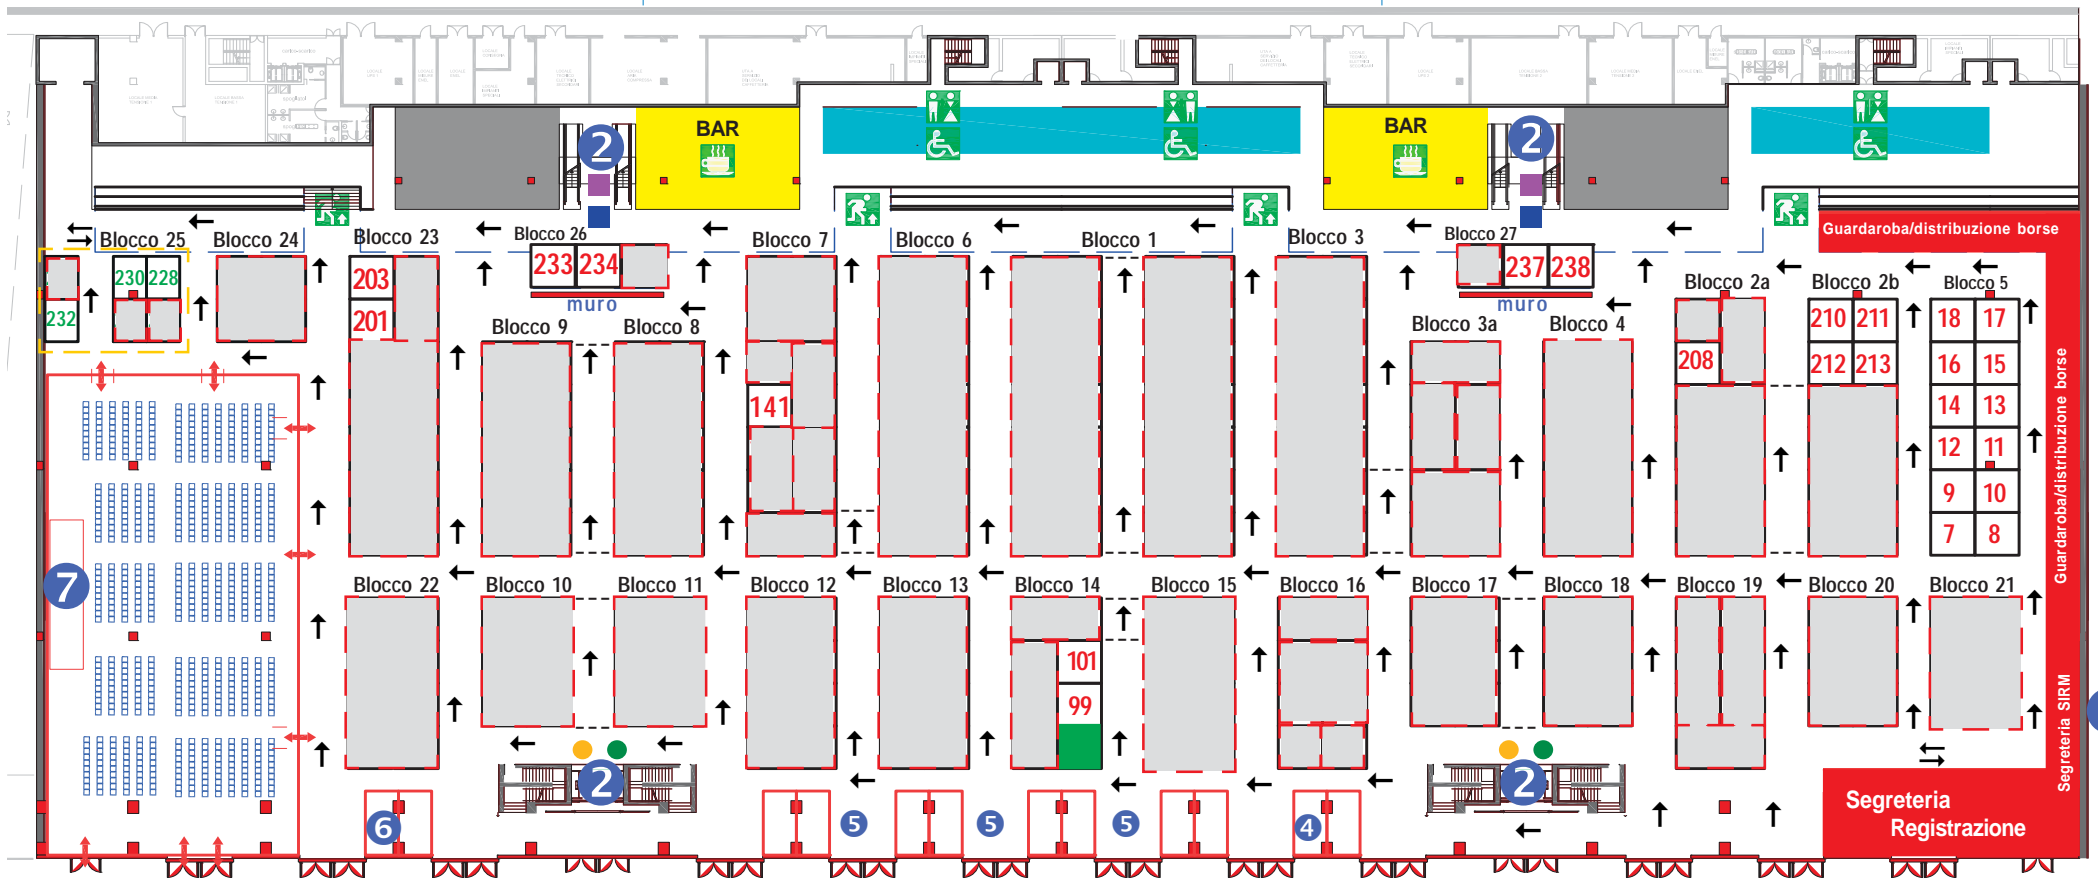 BAR
2
BAR
2
Guardaroba/distribuzione borse
Blocco 25
Blocco 24
Blocco 23
Blocco 26
Blocco 7
Blocco 6
Blocco 1
Blocco 3
Blocco 27
Blocco 2a
Blocco 2b
Blocco 5
230 228
232
203
201
233 234
muro
237 238
muro
Blocco 9
Blocco 8
Blocco 3a
Blocco 4
141
208
210 211
212 213
18 17
16 15
14 13
12 11
9 10
7 8
Guardaroba/distribuzione borse
7
Blocco 22
Blocco 10
Blocco 11
Blocco 12
Blocco 13
Blocco 14
Blocco 15
Blocco 16
Blocco 17
Blocco 18
Blocco 19
Blocco 20
Blocco 21
101
99
Segreteria SIRM
2
2
6
5
5
5
4
Segreteria
Registrazione